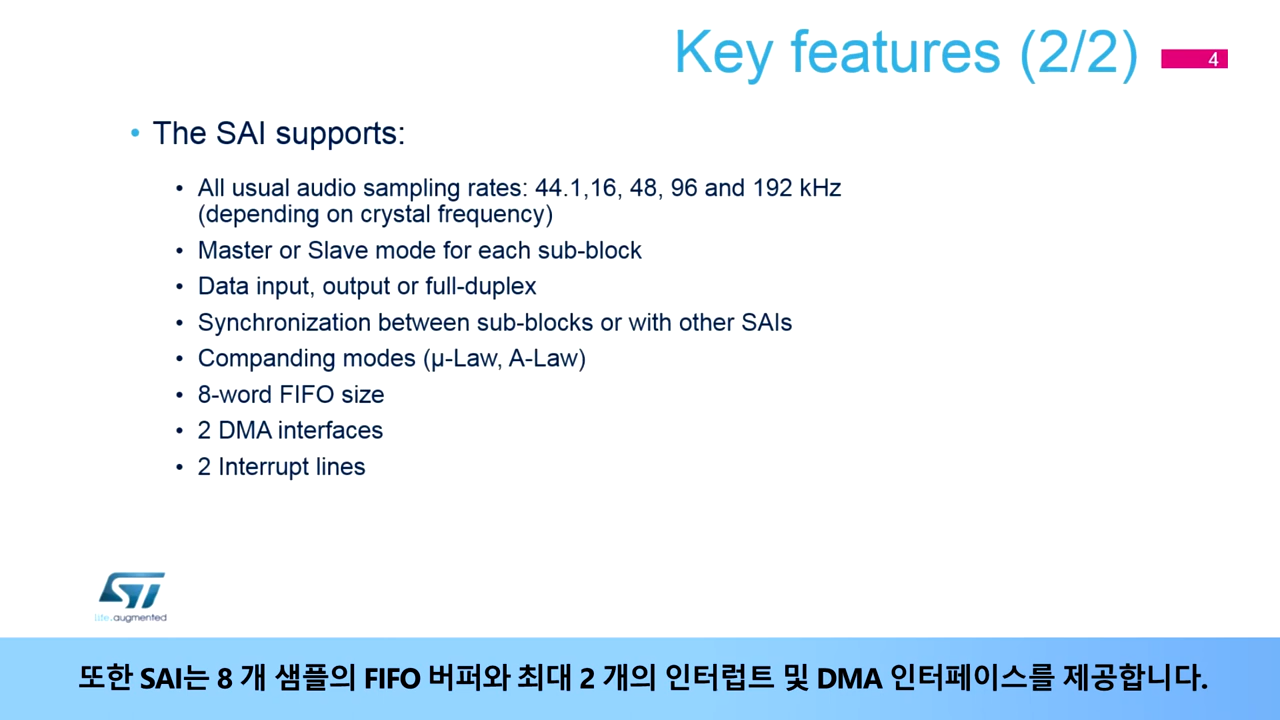 Key features (2/2)
4
• The SAI supports:
• All usual audio sampling rates: 44.1,16, 48, 96 and 192 kHz
(depending on crystal frequency)
• Master or Slave mode for each sub-block
• Data input, output or full-duplex
• Synchronization between sub-blocks or with other SAIs
• Companding modes (µ-Law, A-Law)
• 8-word FIFO size
• 2 DMA interfaces
• 2 Interrupt lines
ST
life.augmented
또한 SAI는 8 개 샘플의 FIFO 버퍼와 최대 2 개의 인터럽트 및 DMA 인터페이스를 제공합니다.